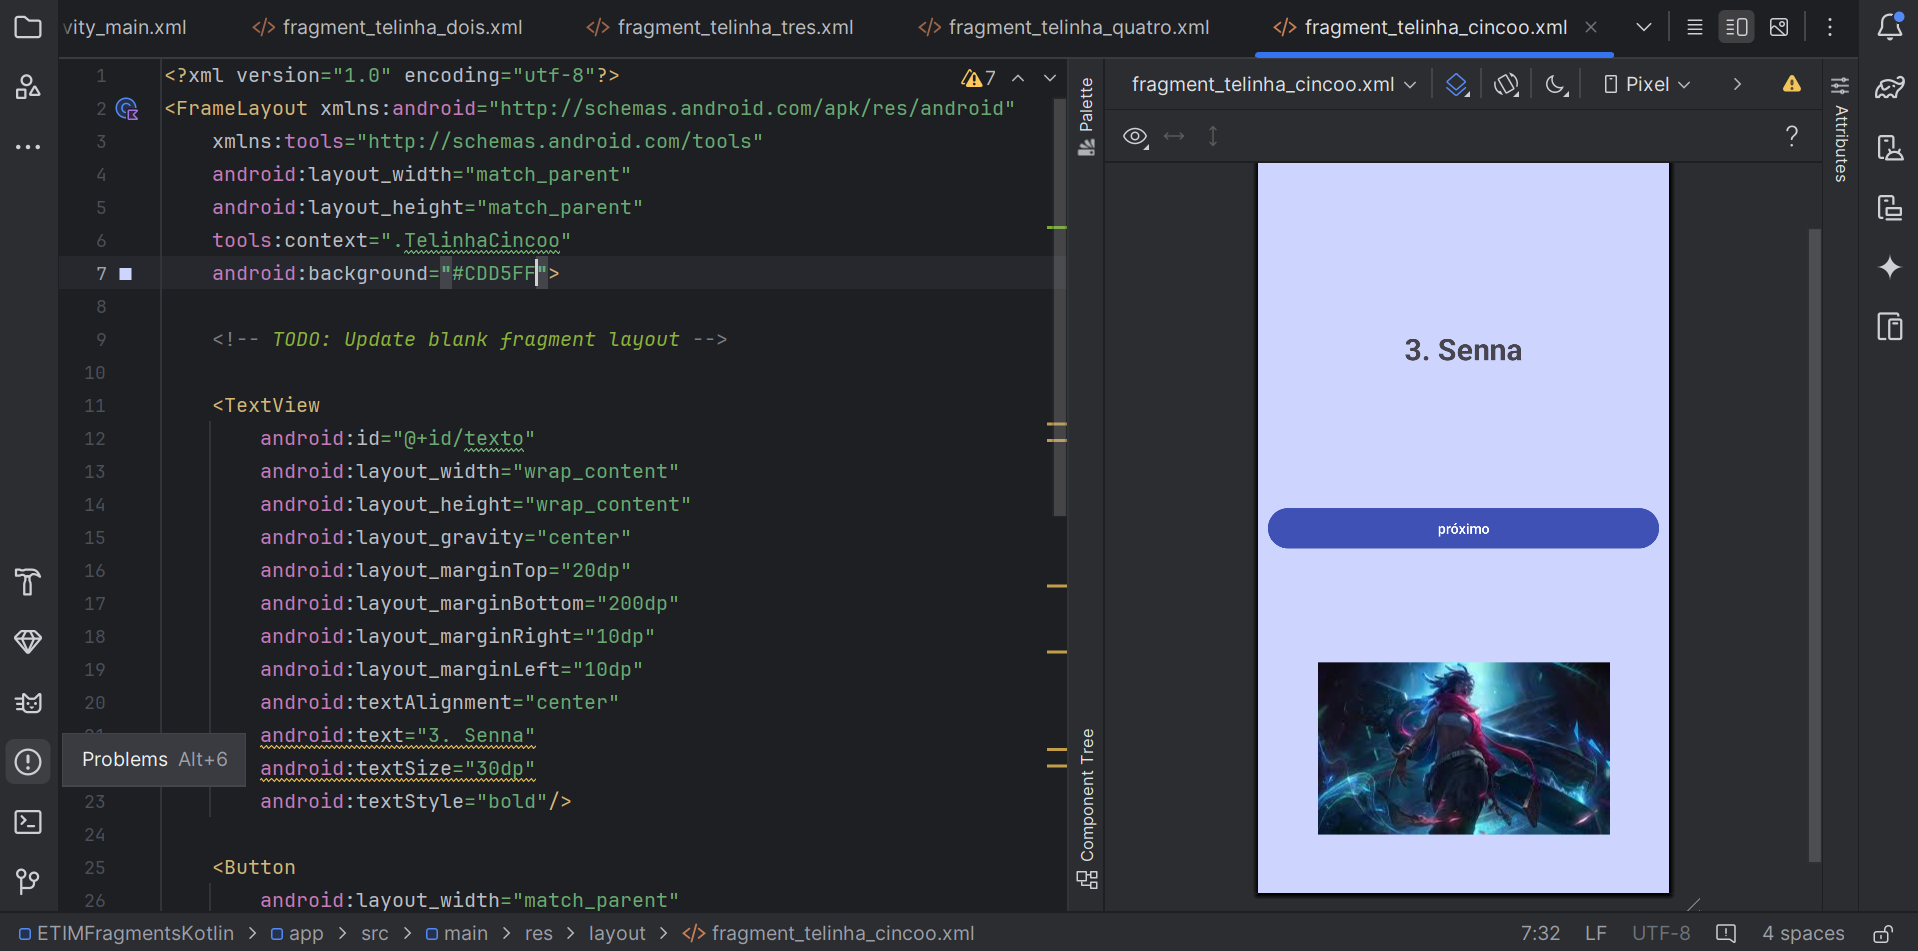 vity_main.xml
fragment_telinha_dois.xml
fragment_telinha_tres.xml
fragment_telinha_quatro.xml
fragment_telinha_cincoo.xml
1 <?xml version="1.0" encoding="utf-8"?>
7
2 <FrameLayout xmlns:android="http://schemas.android.com/apk/res/android"
3 xmlns:tools="http://schemas.android.com/tools"
4 android:layout_width="match_parent"
5 android:layout_height="match_parent"
6 tools:context=".TelinhaCincoo"
7 android:background="#CDD5FF">
8
9 <!-- TODO: Update blank fragment layout -->
10
11 <TextView
12 android:id="@+id/texto"
13 android:layout_width="wrap_content"
14 android:layout_height="wrap_content"
15 android:layout_gravity="center"
16 android:layout_marginTop="20dp"
17 android:layout_marginBottom="200dp"
18 android:layout_marginRight="10dp"
19 android:layout_marginLeft="10dp"
20 android:textAlignment="center"
android:text="3. Senna"
android:textSize="30dp"
23 android:textStyle="bold"/>
24
25 <Button
26 android:layout_width="match_parent"
Problems Alt+6
Palette
Component Tree
fragment_telinha_cincoo.xml
Pixel
?
Attributes
3. Senna
próximo
ETIMFragmentsKotlin > app > src > main > res > layout > fragment_telinha_cincoo.xml
7:32 LF UTF-8 4 spaces